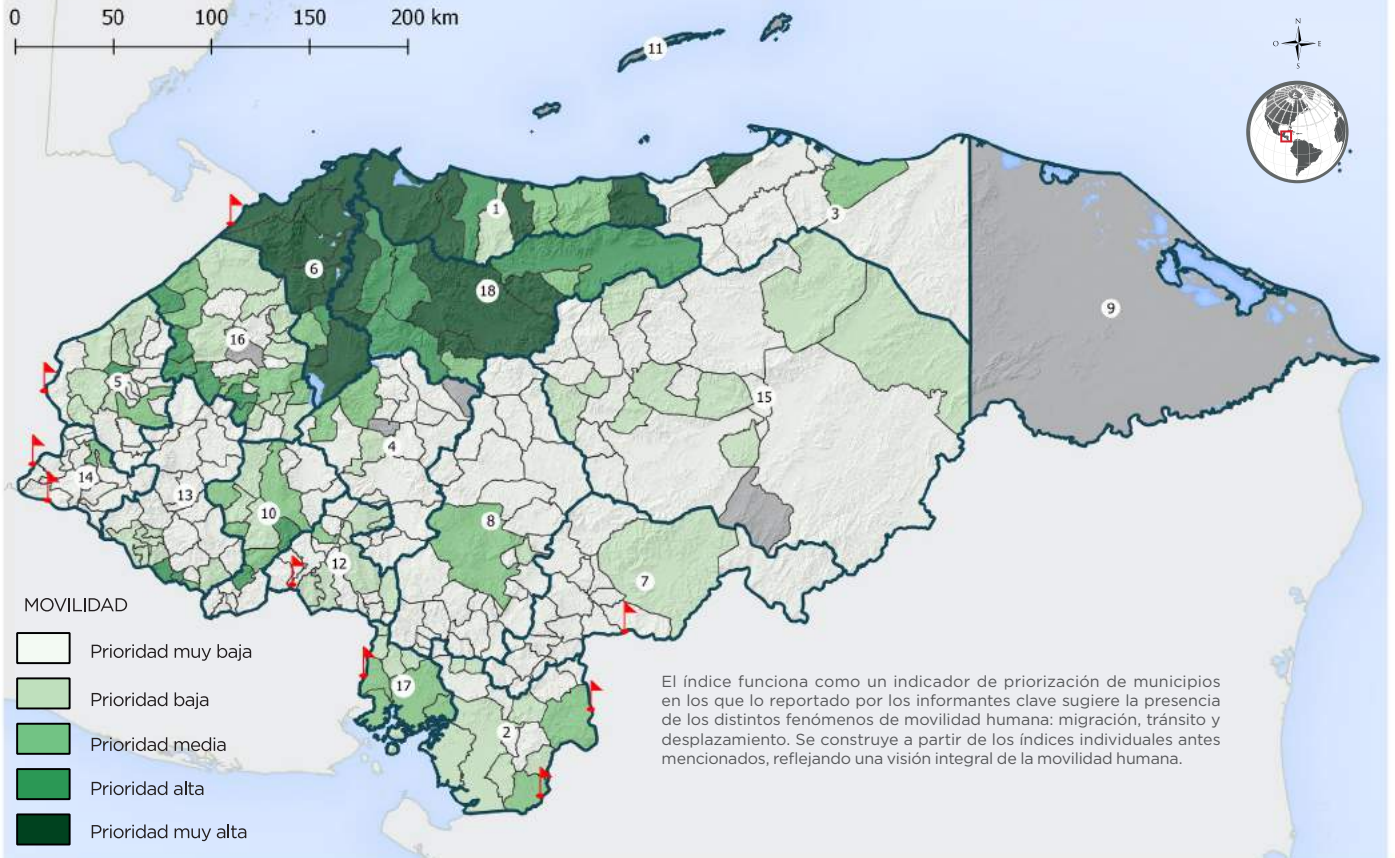 0 50 100 150 200 km
N
O E
S
11
1
3
6
18
9
16
5
15
4
14
13
10
8
12
7
17
2
MOVILIDAD
Prioridad muy baja
Prioridad baja
Prioridad media
Prioridad alta
Prioridad muy alta
El índice funciona como un indicador de priorización de municipios
en los que lo reportado por los informantes clave sugiere la presencia
de los distintos fenómenos de movilidad humana: migración, tránsito y
desplazamiento. Se construye a partir de los índices individuales antes
mencionados, reflejando una visión integral de la movilidad humana.